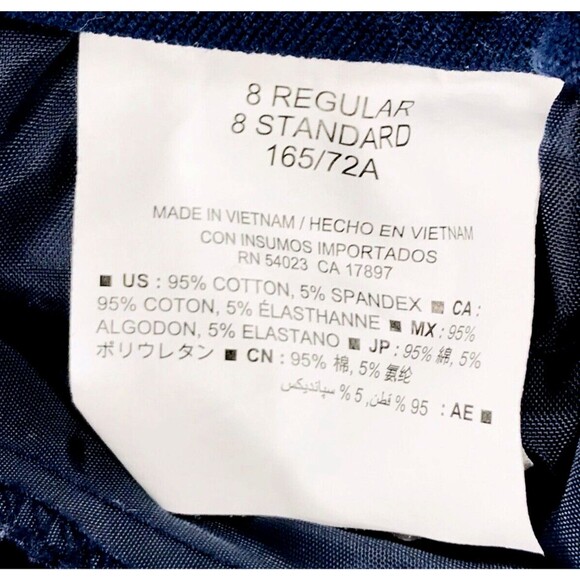 8 REGULAR
8 STANDARD
165/72A
MADE IN VIETNAM / HECHO EN VIETNAM
CON INSUMOS IMPORTADOS
RN 54023 CA 17897
■ US : 95% COTTON, 5% SPANDEX ■ CA :
95% COTON, 5% ÉLASTHANNE ■ MX : 95%
ALGODON, 5% ELASTANO ■ JP : 95% 綿, 5%
ポリウレタン ■ CN : 95% 棉, 5% 氨纶
■ AE : 95 % قطن, 5 % سپاندیکس